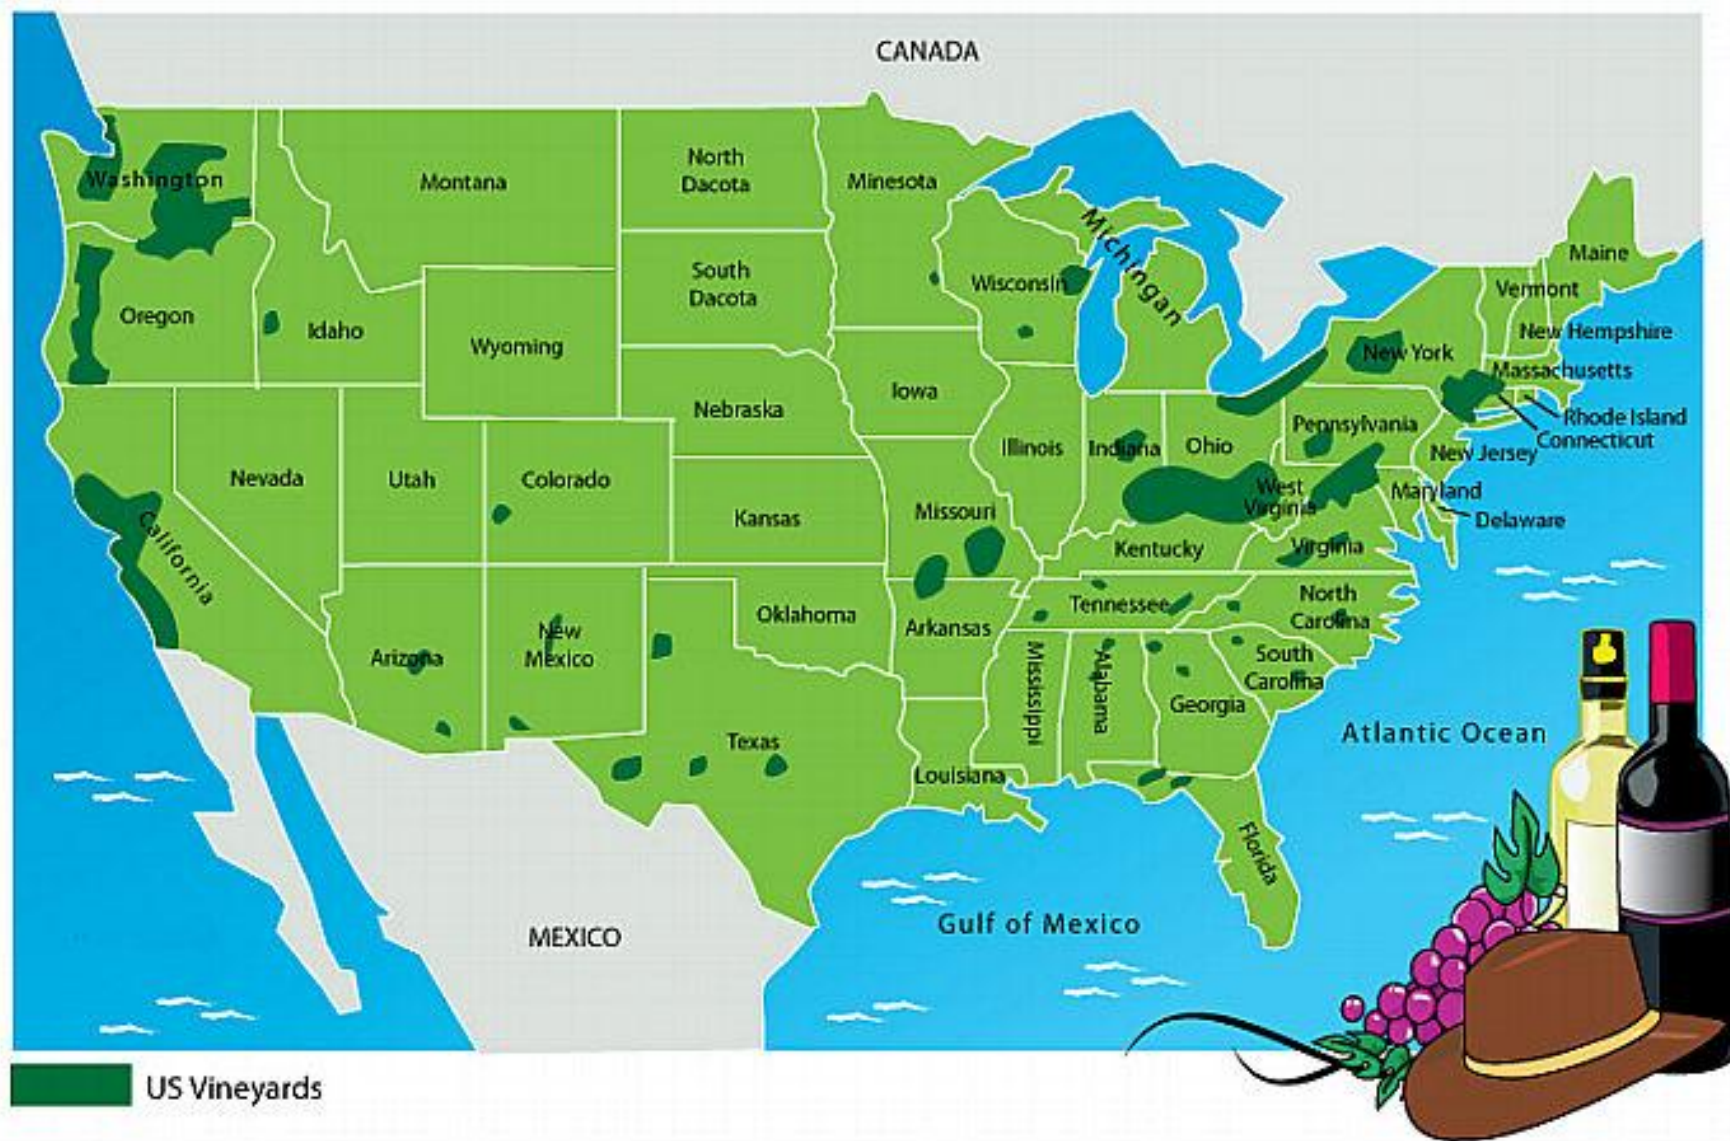 CANADA
Washington
Montana
North
Dacota
Minesota
Michingan
Maine
Oregon
Idaho
Wyoming
South
Dacota
Wisconsin
Vermont
New Hempshire
New York
Massachusetts
Rhode Island
Connecticut
Nebraska
Iowa
Illinois
Indiana
Ohio
Pennsylvania
New Jersey
Nevada
Utah
Colorado
Kansas
Missouri
West
Virginia
Maryland
Delaware
California
Kentucky
Virginia
Arizona
New
Mexico
Oklahoma
Arkansas
Tennessee
North
Carolina
Mississippi
Alabama
Georgia
South
Carolina
Texas
Louisiana
Florida
Atlantic Ocean
Gulf of Mexico
MEXICO
US Vineyards